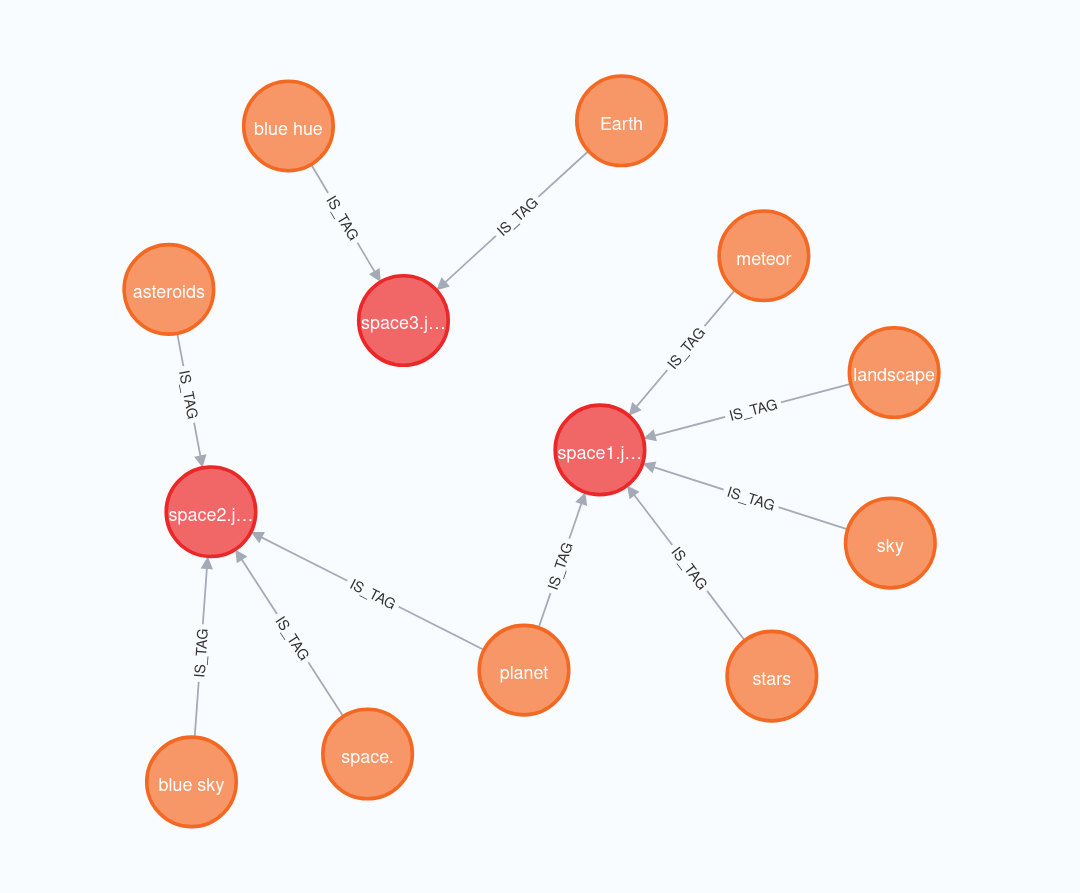 blue hue
Earth
IS_TAG
IS_TAG
meteor
asteroids
space3.j...
IS_TAG
landscape
IS_TAG
IS_TAG
space1.j...
IS_TAG
space2.j...
sky
IS_TAG
IS_TAG
IS_TAG
IS_TAG
IS_TAG
planet
stars
space.
blue sky